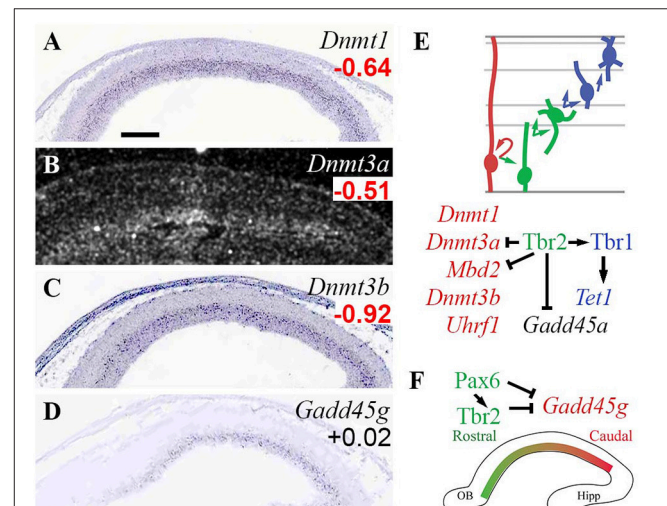 A
Dnmt1
-0.64
B
Dnmt3a
-0.51
C
Dnmt3b
-0.92
D
Gadd45g
+0.02
E
Dnmt1
Dnmt3a Tbr2 Tbr1
Mbd2
Dnmt3b Tet1
Uhrf1 Gadd45a
F
Pax6
Tbr2 Gadd45g
Rostral Caudal
OB Hipp